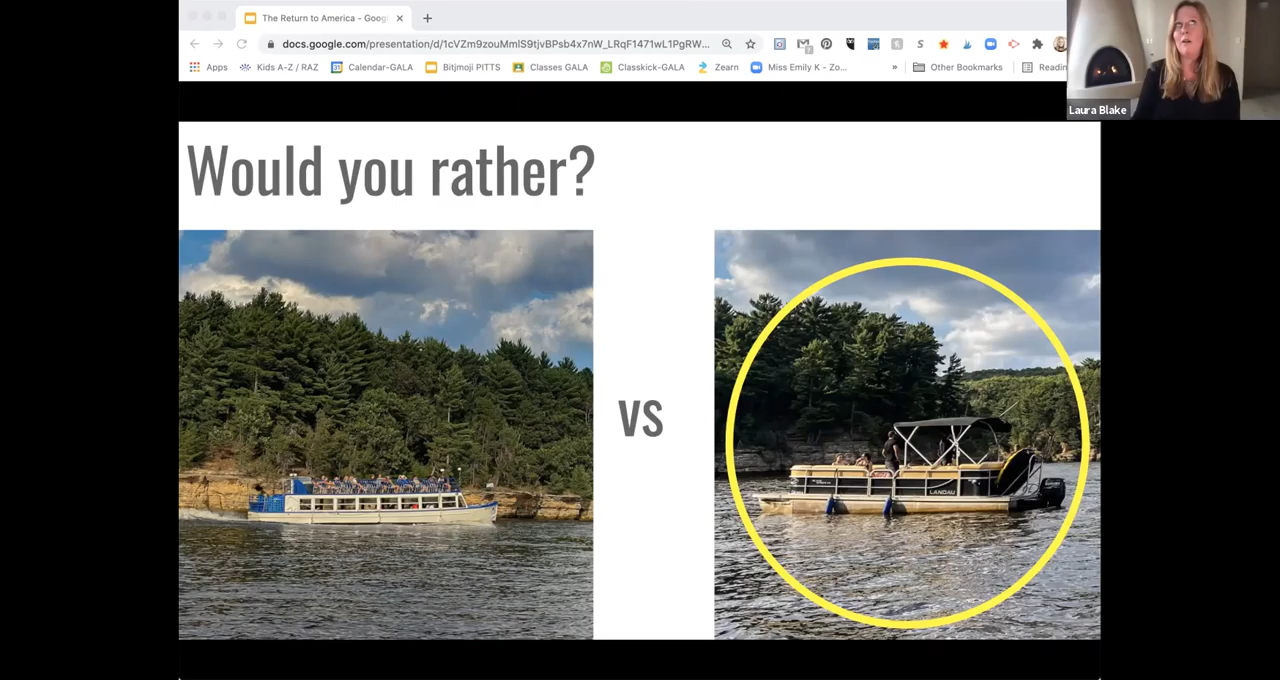 The Return to America - Goog
docs.google.com/presentation/d/1cVZm9zouMmlS9tjvBPsb4x7nW_LRqF1471wL1PgRW...
Apps
Kids A-Z / RAZ
Calendar-GALA
Bitjmoji PITTS
Classes GALA
Classkick-GALA
Zearn
Miss Emily K - Zo...
»
Other Bookmarks
Readin
Laura Blake
Would you rather?
vs
LANDAU